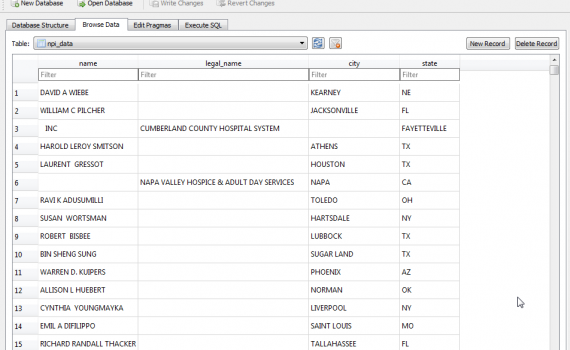 New Database Open Database Write Changes Revert Changes
Database Structure Browse Data Edit Pragmas Execute SQL
Table: npi_data New Record Delete Record
name legal_name city state
Filter Filter Filter Filter
1 DAVID A WIEBE KEARNEY NE
2 WILLIAM C PILCHER JACKSONVILLE FL
3 INC CUMBERLAND COUNTY HOSPITAL SYSTEM FAYETTEVILLE
4 HAROLD LEROY SMITSON ATHENS TX
5 LAURENT GRESSOT HOUSTON TX
6 NAPA VALLEY HOSPICE & ADULT DAY SERVICES NAPA CA
7 RAVI K ADUSUMILLI TOLEDO OH
8 SUSAN WORTSMAN HARTSDALE NY
9 ROBERT BISBEE LUBBOCK TX
10 BIN SHENG SUNG SUGAR LAND TX
11 WARREN D. KUIPERS PHOENIX AZ
12 ALLISON L HUEBERT NORMAN OK
13 CYNTHIA YOUNGMAYKA LIVERPOOL NY
14 EMIL A DIFILIPPO SAINT LOUIS MO
15 RICHARD RANDALL THACKER TALLAHASSEE FL